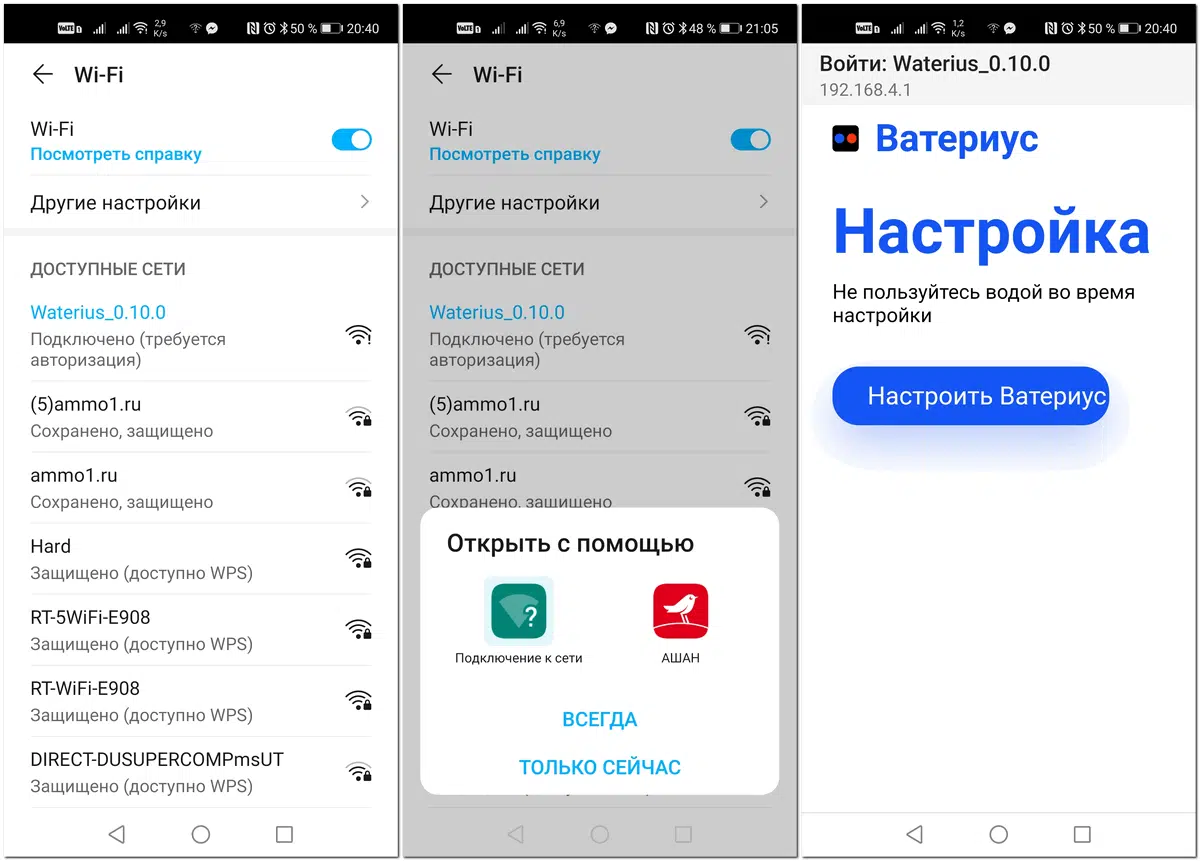 VoLTE 2,9 K/s 50 % 20:40
Wi-Fi
Wi-Fi
Посмотреть справку
Другие настройки
ДОСТУПНЫЕ СЕТИ
Waterius_0.10.0
Подключено (требуется
авторизация)
(5)ammo1.ru
Сохранено, защищено
ammo1.ru
Сохранено, защищено
Hard
Защищено (доступно WPS)
RT-5WiFi-E908
Защищено (доступно WPS)
RT-WiFi-E908
Защищено (доступно WPS)
DIRECT-DUSUPERCOMPmsUT
Защищено (доступно WPS)
VoLTE 6,9 K/s 48 % 21:05
Wi-Fi
Wi-Fi
Посмотреть справку
Другие настройки
ДОСТУПНЫЕ СЕТИ
Waterius_0.10.0
Подключено (требуется
авторизация)
(5)ammo1.ru
Сохранено, защищено
ammo1.ru
Сохранено, защищено
Открыть с помощью
?
Подключение к сети АШАН
ВСЕГДА
ТОЛЬКО СЕЙЧАС
VoLTE 1,2 K/s 50 % 20:40
Войти: Waterius_0.10.0
192.168.4.1
Ватериус
Настройка
Не пользуйтесь водой во время
настройки
Настроить Ватериус